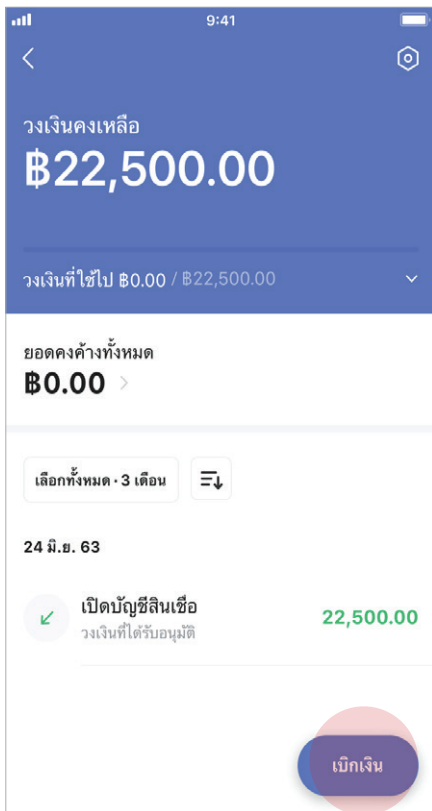 9:41
วงเงินคงเหลือ
฿22,500.00
วงเงินที่ใช้ไป ฿0.00 / ฿22,500.00
ยอดคงค้างทั้งหมด
฿0.00
เลือกทั้งหมด · 3 เดือน
24 มิ.ย. 63
เปิดบัญชีสินเชื่อ 22,500.00
วงเงินที่ได้รับอนุมัติ
เบิกเงิน